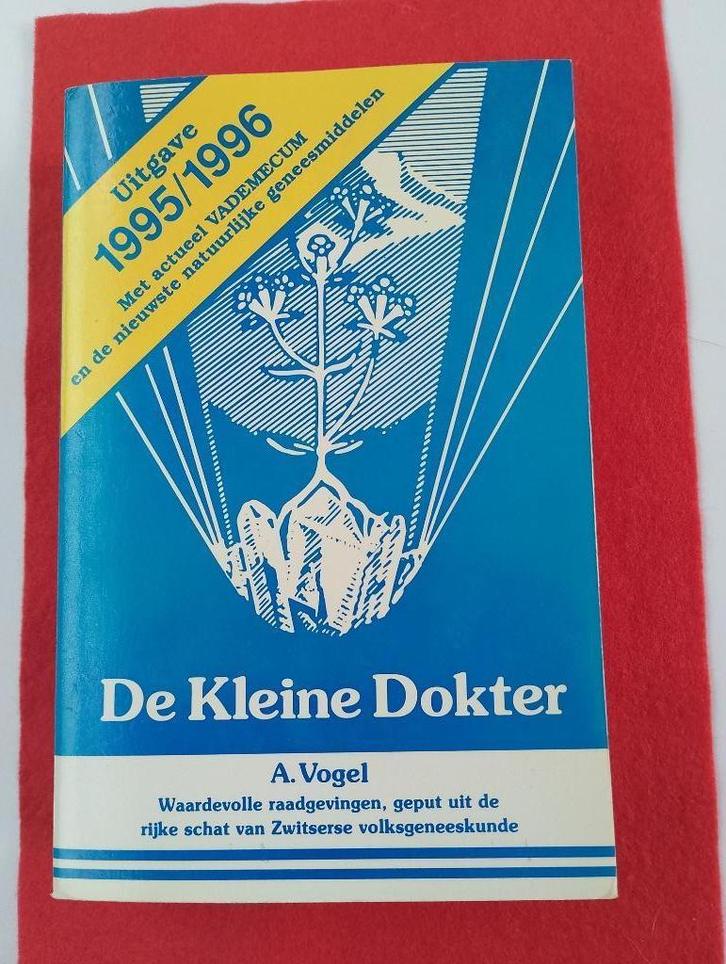 Uitgave
1995/1996
Met actueel VADEMECUM
en de nieuwste natuurlijke geneesmiddelen
De Kleine Dokter
A. Vogel
Waardevolle raadgevingen, geput uit de
rijke schat van Zwitserse volksgeneeskunde